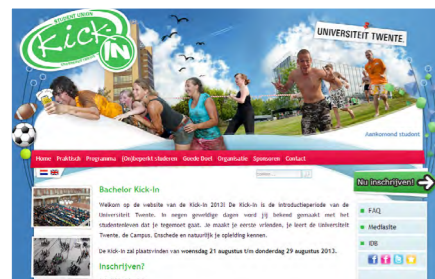 STUDENT UNION
Kick-IN
UNIVERSITEIT TWENTE.
Aankomend student
Home Praktisch Programma (On)beperkt studeren Goede Doel Organisatie Sponsoren Contact
Zoeken ...
Nu inschrijven!
Bachelor Kick-In
Welkom op de website van de Kick-In 2013! De Kick-In is de introductieperiode van de
Universiteit Twente. In negen geweldige dagen word jij bekend gemaakt met het
studentenleven dat je tegemoet gaat. Je maakt je eerste vrienden, je leert de Universiteit
Twente, de Campus, Enschede en natuurlijk je opleiding kennen.
De Kick-In zal plaatsvinden van woensdag 21 augustus t/m donderdag 29 augustus 2013.
Inschrijven?
FAQ
Mediasite
IDB